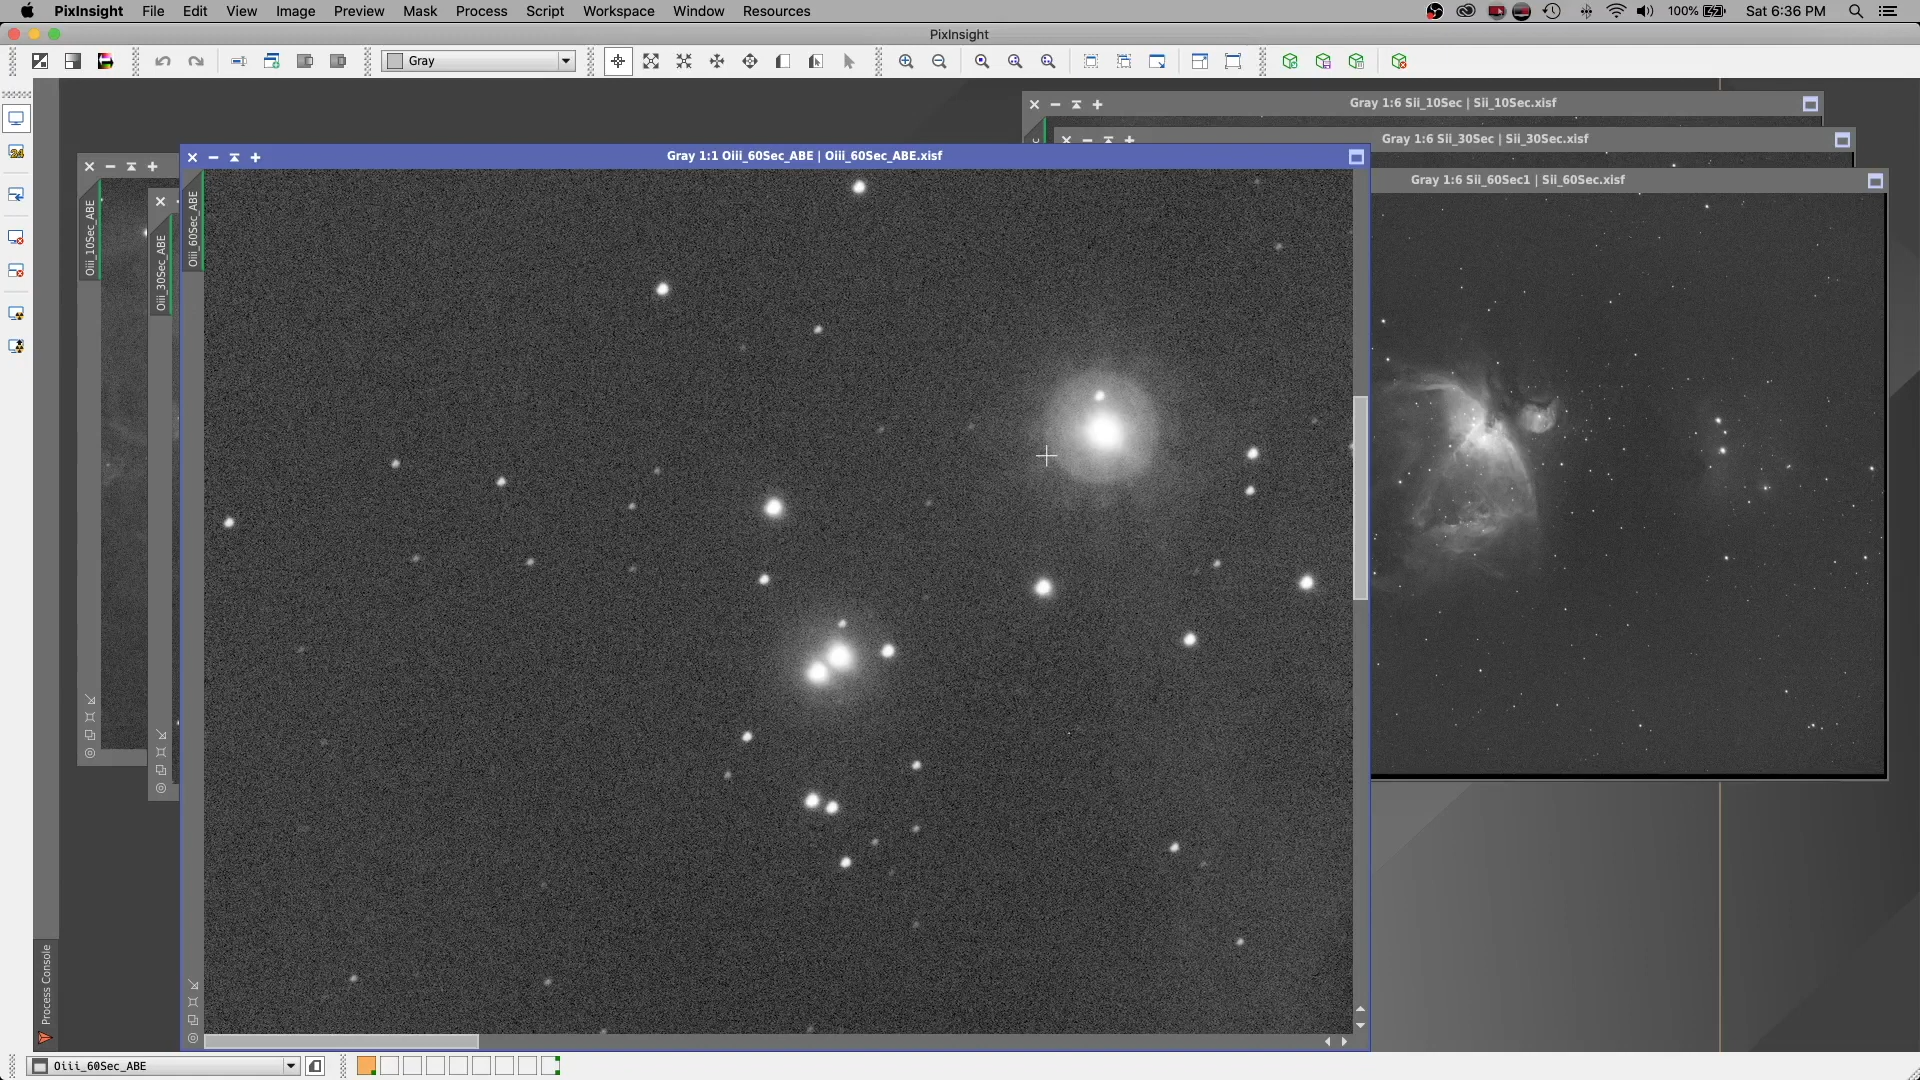 PixInsight File Edit View Image Preview Mask Process Script Workspace Window Resources 100% Sat 6:36 PM
PixInsight
Gray
24
Gray 1:6 Sii_10Sec | Sii_10Sec.xisf
Gray 1:6 Sii_30Sec | Sii_30Sec.xisf
Gray 1:1 Oiii_60Sec_ABE | Oiii_60Sec_ABE.xisf
Gray 1:6 Sii_60Sec1 | Sii_60Sec.xisf
Oiii_10Sec_ABE
Oiii_30Sec_ABE
Oiii_60Sec_ABE
Process Console
Oiii_60Sec_ABE